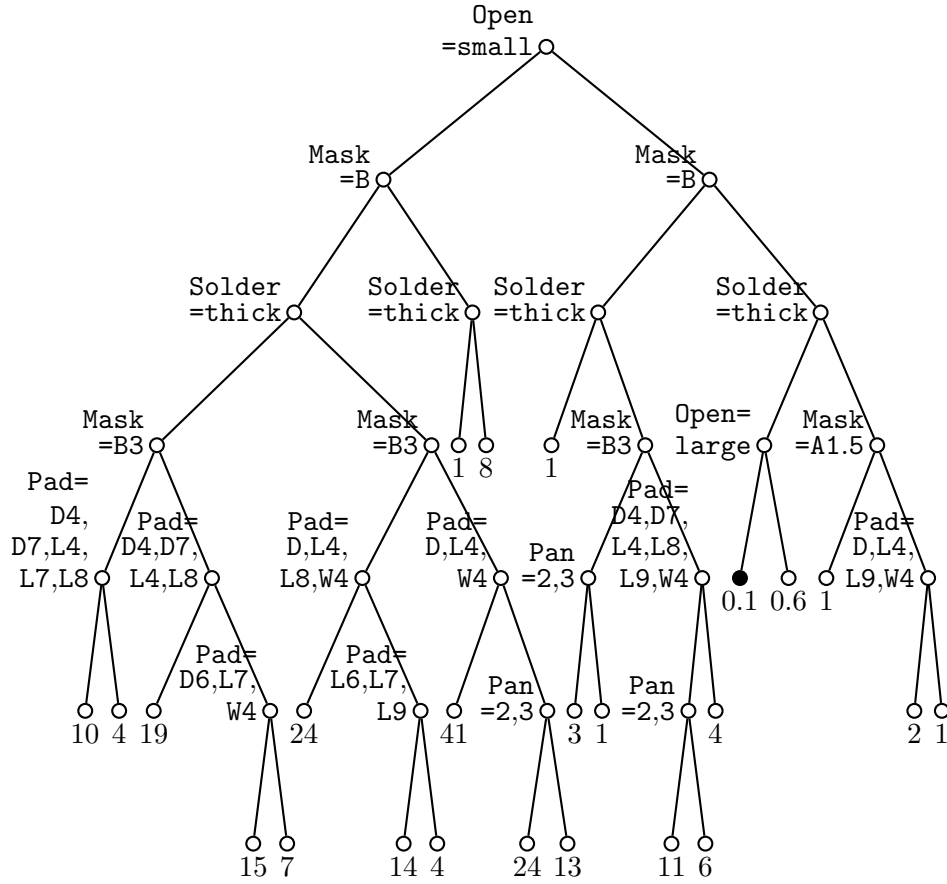 Open
=small
Mask
=B
Mask
=B
Solder
=thick
Solder
=thick
Solder
=thick
Solder
=thick
Mask
=B3
Mask
=B3
1
8
1
Mask
=B3
Open=
large
Mask
=A1.5
Pad=
D4,
D7,L4,
L7,L8
Pad=
D4,D7,
L4,L8
Pad=
D,L4,
L8,W4
Pad=
D,L4,
W4
Pan
=2,3
Pad=
D4,D7,
L4,L8,
L9,W4
0.1
0.6
1
Pad=
D,L4,
L9,W4
10
4
19
Pad=
D6,L7,
W4
24
Pad=
L6,L7,
L9
41
Pan
=2,3
3
1
Pan
=2,3
4
2
1
15
7
14
4
24
13
11
6